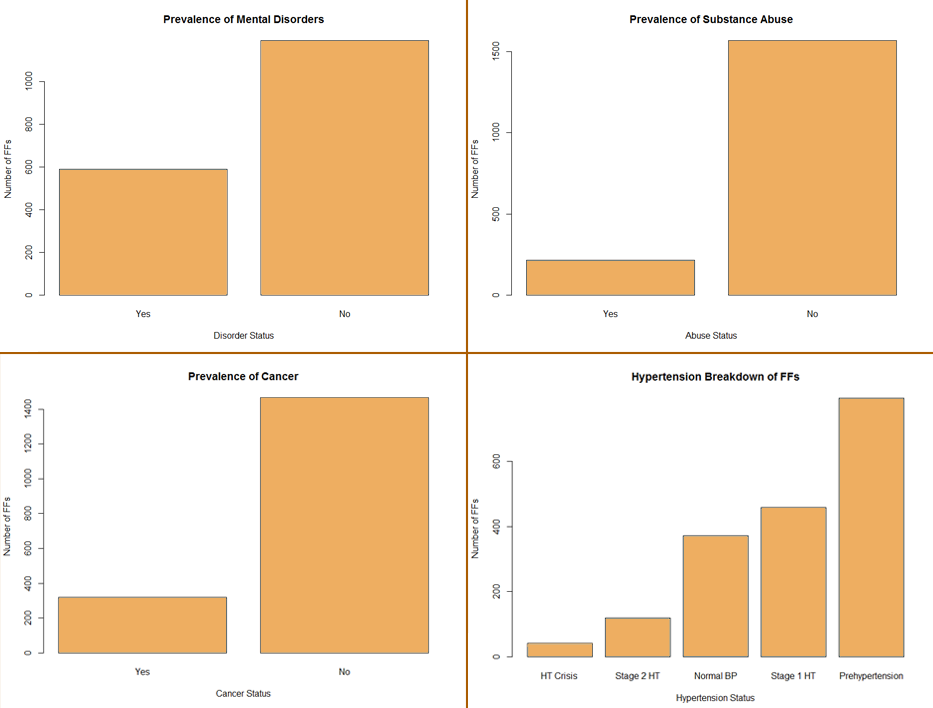 Prevalence of Mental Disorders
Number of FFs
1000
800
600
400
200
0
Yes No
Disorder Status
Prevalence of Substance Abuse
Number of FFs
1500
1000
500
0
Yes No
Abuse Status
Prevalence of Cancer
Number of FFs
1400
1200
1000
800
600
400
200
0
Yes No
Cancer Status
Hypertension Breakdown of FFs
Number of FFs
600
400
200
0
HT Crisis Stage 2 HT Normal BP Stage 1 HT Prehypertension
Hypertension Status